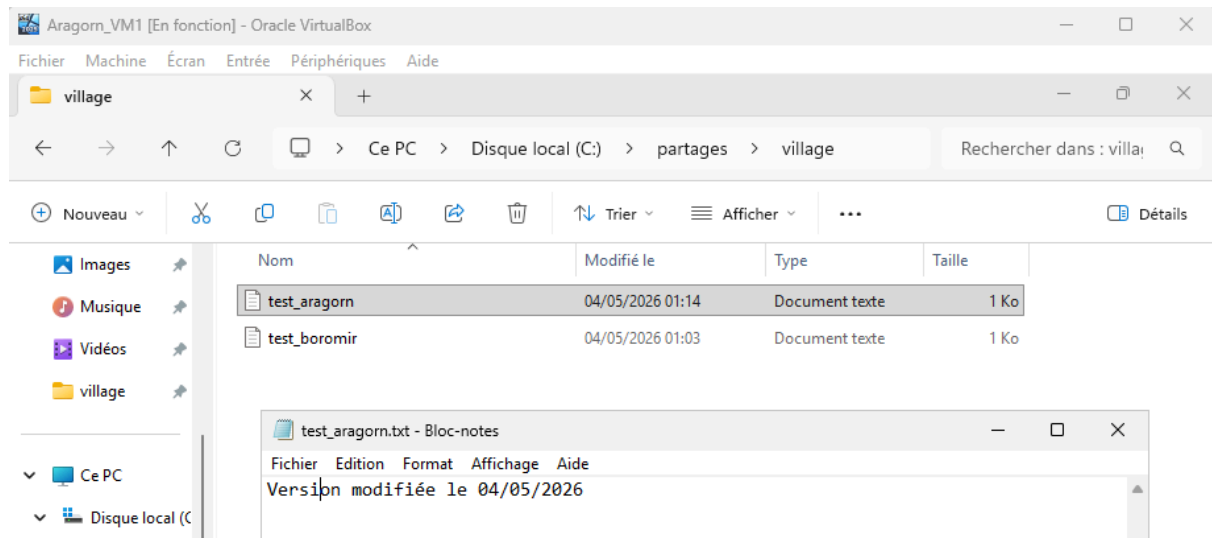 Aragorn_VM1 [En fonction] - Oracle VirtualBox
Fichier Machine Écran Entrée Périphériques Aide
village
Ce PC > Disque local (C:) > partages > village
Rechercher dans :
Nouveau Trier Afficher ... Détails
Images
Musique
Vidéos
village
Ce PC
Disque local (C
Nom Modifié le Type Taille
test_aragorn 04/05/2026 01:14 Document texte 1 Ko
test_boromir 04/05/2026 01:03 Document texte 1 Ko
test_aragorn.txt - Bloc-notes
Fichier Edition Format Affichage Aide
Version modifiée le 04/05/2026